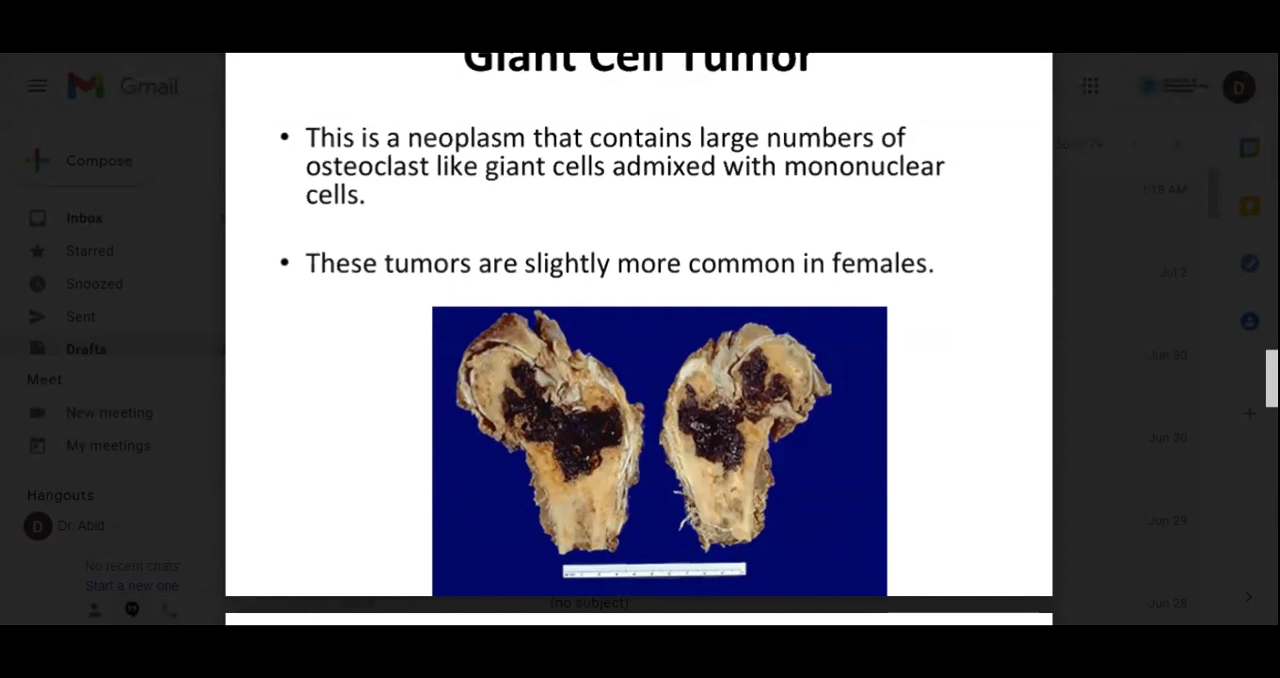 Giant Cell Tumor
Gmail
D
• This is a neoplasm that contains large numbers of
osteoclast like giant cells admixed with mononuclear
cells.
• These tumors are slightly more common in females.
Compose
Inbox
Starred
Snoozed
Sent
Drafts
Meet
New meeting
My meetings
Hangouts
D
Dr. Abid
No recent chats
Start a new one
1:19 AM
Jul 2
Jun 30
Jun 30
Jun 29
(no subject)
Jun 28